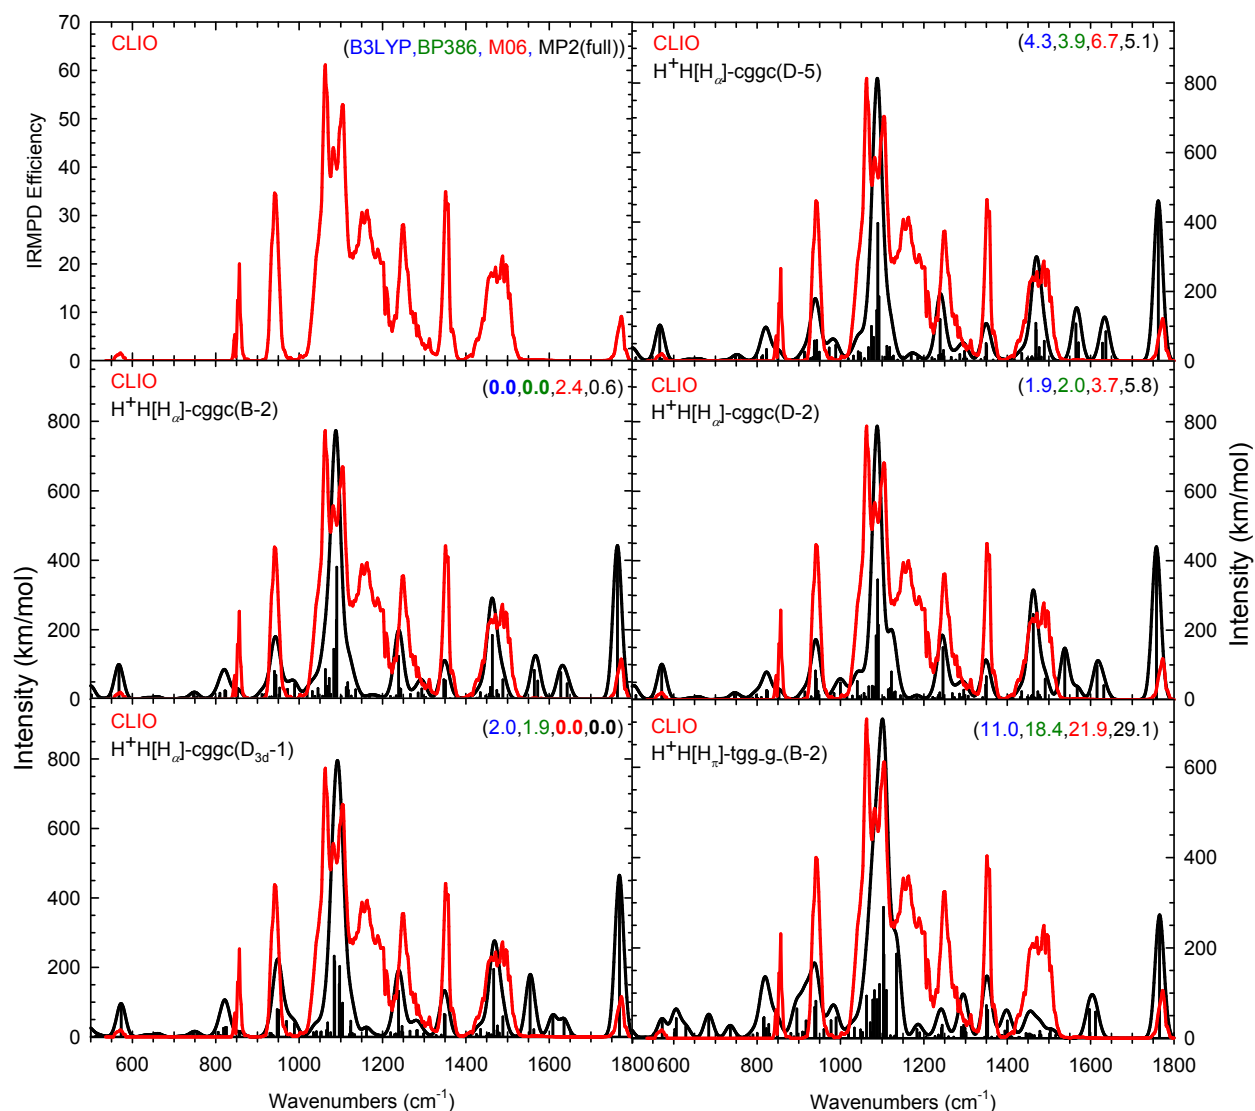 70
60
50
40
30
20
10
0
IRMPD Efficiency
CLIO
(B3LYP,BP386, M06, MP2(full))
CLIO
(4.3,3.9,6.7,5.1)
H⁺H[Hα]-cggc(D-5)
800
600
400
200
0
CLIO
(0.0,0.0,2.4,0.6)
H⁺H[Hα]-cggc(B-2)
800
600
400
200
0
CLIO
(1.9,2.0,3.7,5.8)
H⁺H[Hα]-cggc(D-2)
800
600
400
200
0
Intensity (km/mol)
Intensity (km/mol)
CLIO
(2.0,1.9,0.0,0.0)
H⁺H[Hα]-cggc(D3d-1)
800
600
400
200
0
600 800 1000 1200 1400 1600 1800
Wavenumbers (cm⁻¹)
CLIO
(11.0,18.4,21.9,29.1)
H⁺H[Hπ]-tgg-g-(B-2)
600
400
200
0
600 800 1000 1200 1400 1600 1800
Wavenumbers (cm⁻¹)